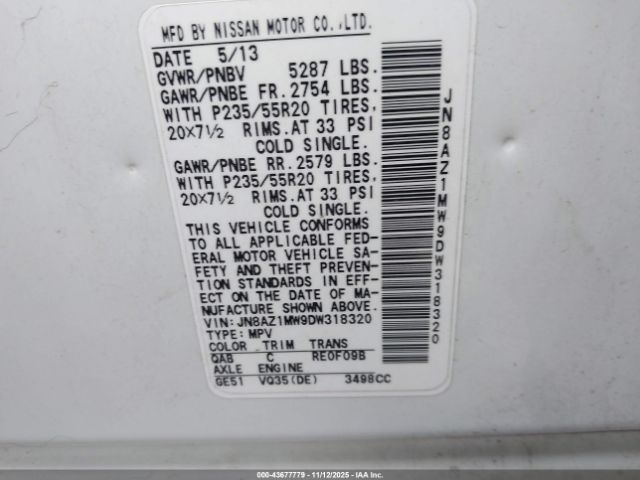 MFD BY NISSAN MOTOR CO.,LTD.
DATE 5/13
GVWR/PNBV 5287 LBS.
GAWR/PNBE FR. 2754 LBS.
WITH P235/55R20 TIRES,
20X7½ RIMS. AT 33 PSI
COLD SINGLE.
GAWR/PNBE RR. 2579 LBS.
WITH P235/55R20 TIRES,
20X7½ RIMS. AT 33 PSI
COLD SINGLE.
THIS VEHICLE CONFORMS
TO ALL APPLICABLE FED-
ERAL MOTOR VEHICLE SA-
FETY AND THEFT PREVEN-
TION STANDARDS IN EFF-
ECT ON THE DATE OF MA-
NUFACTURE SHOWN ABOVE.
VIN: JN8AZ1MW9DW318320
TYPE: MPV
COLOR TRIM TRANS
QAB C RE0F09B
AXLE ENGINE
GE51 VQ35(DE) 3498CC
JN8AZ1MW9DW318320
000-43677779 - 11/12/2025 - IAAI.COM